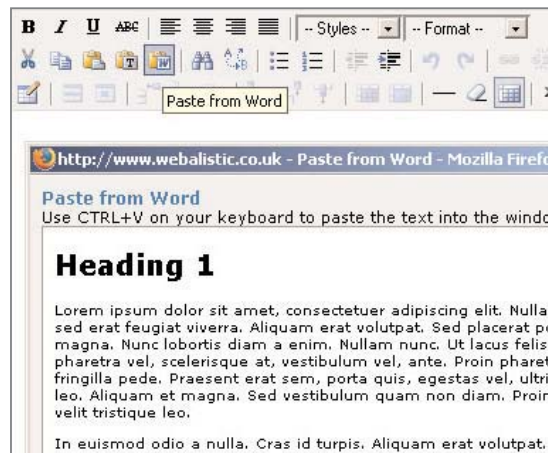 B I U ABC -- Styles -- -- Format --
T W
Paste from Word
http://www.webalistic.co.uk - Paste from Word - Mozilla
Paste from Word
Use CTRL+V on your keyboard to paste the text into the
Heading 1
Lorem ipsum dolor sit amet, consectetuer adipiscing elit. Nulla
sed erat feugiat viverra. Aliquam erat volutpat. Sed placerat
magna. Nunc lobortis diam a enim. Nullam nunc. Ut lacus felis
pharetra vel, scelerisque at, vestibulum vel, ante. Proin
fringilla pede. Praesent erat sem, porta quis, egestas vel,
leo. Aliquam et magna. Sed vestibulum quam non diam. Proin
velit tristique leo.
In euismod odio a nulla. Cras id turpis. Aliquam erat volutpat.